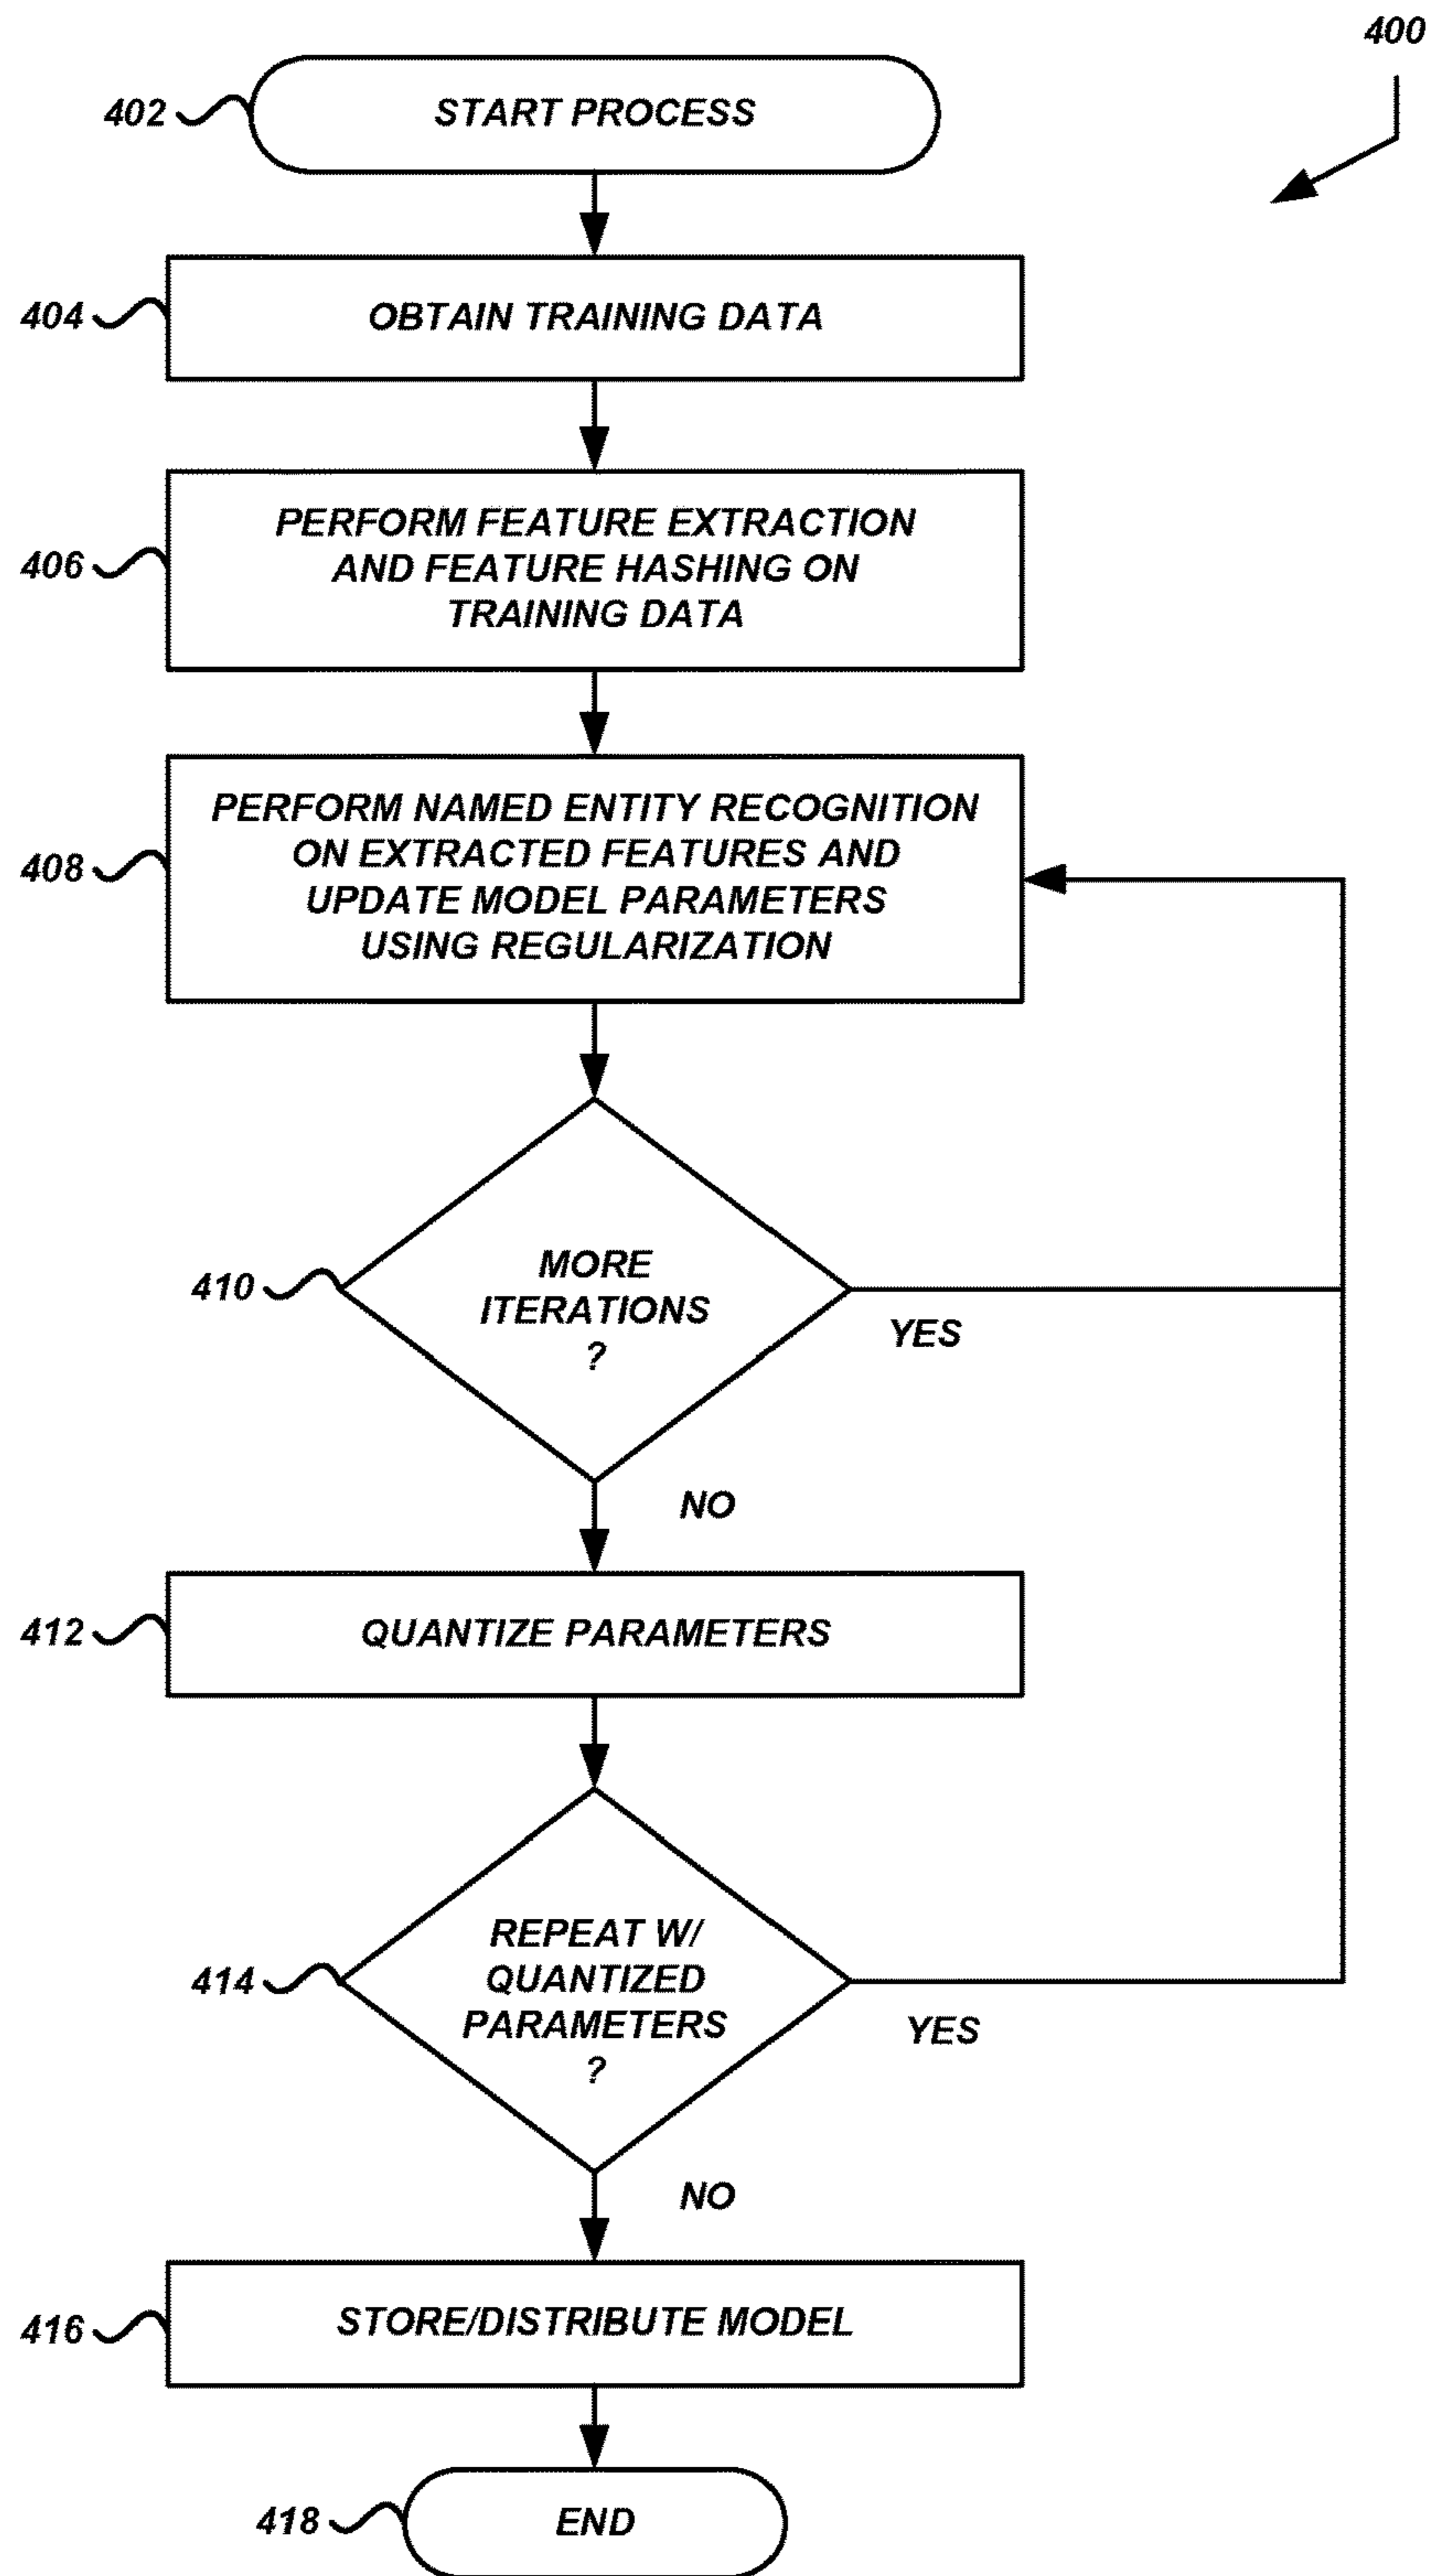 400
402
START PROCESS
404
OBTAIN TRAINING DATA
406
PERFORM FEATURE EXTRACTION
AND FEATURE HASHING ON
TRAINING DATA
408
PERFORM NAMED ENTITY RECOGNITION
ON EXTRACTED FEATURES AND
UPDATE MODEL PARAMETERS
USING REGULARIZATION
410
MORE
ITERATIONS
?
YES
NO
412
QUANTIZE PARAMETERS
414
REPEAT W/
QUANTIZED
PARAMETERS
?
YES
NO
416
STORE/DISTRIBUTE MODEL
418
END